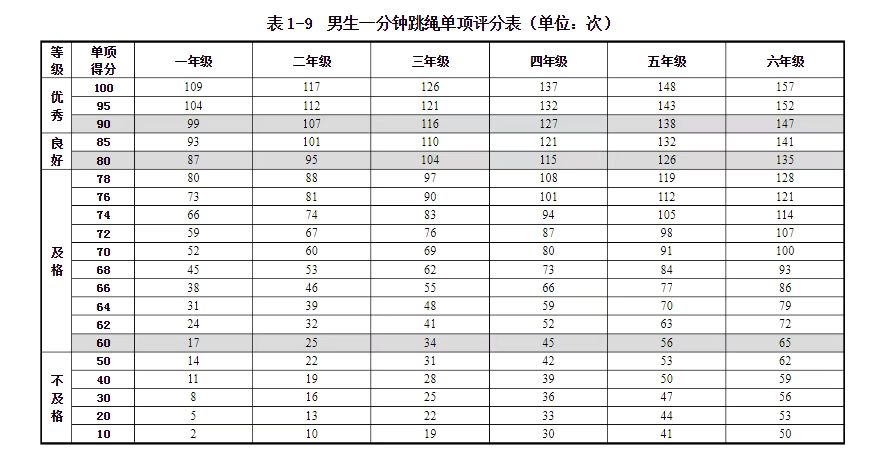 表1-9 男生一分钟跳绳单项评分表（单位：次）
等级 单项得分 一年级 二年级 三年级 四年级 五年级 六年级
优秀 100 109 117 126 137 148 157
95 104 112 121 132 143 152
90 99 107 116 127 138 147
良好 85 93 101 110 121 132 141
80 87 95 104 115 126 135
及格 78 80 88 97 108 119 128
76 73 81 90 101 112 121
74 66 74 83 94 105 114
72 59 67 76 87 98 107
70 52 60 69 80 91 100
68 45 53 62 73 84 93
66 38 46 55 66 77 86
64 31 39 48 59 70 79
62 24 32 41 52 63 72
60 17 25 34 45 56 65
不及格 50 14 22 31 42 53 62
40 11 19 28 39 50 59
30 8 16 25 36 47 56
20 5 13 22 33 44 53
10 2 10 19 30 41 50